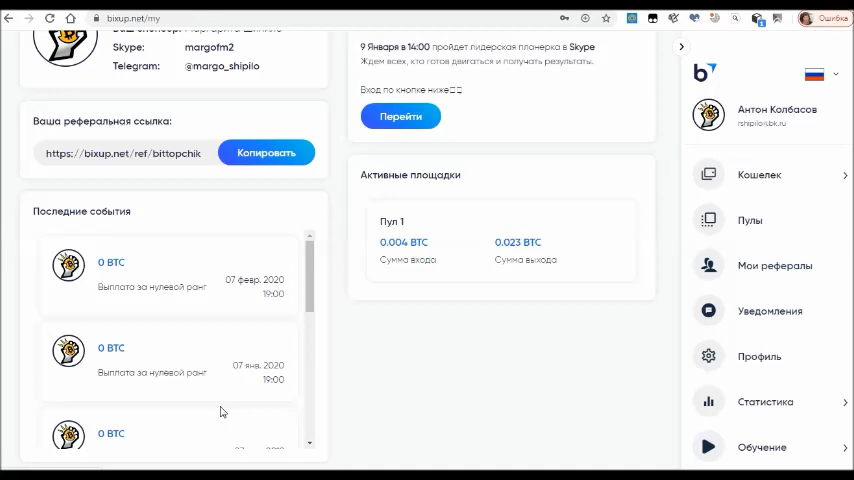 bixup.net/my
Ошибка
Skype: margofm2
Telegram: @margo_shipilo
Ваша реферальная ссылка:
https://bixup.net/ref/bittopchik
Копировать
Последние события
0 BTC
Выплата за нулевой ранг
07 февр. 2020
19:00
0 BTC
Выплата за нулевой ранг
07 янв. 2020
19:00
0 BTC
9 Января в 14:00 пройдет лидерская планерка в Skype
Ждем всех, кто готов двигаться и получать результаты.
Вход по кнопке ниже
Перейти
Активные площадки
Пул 1
0.004 BTC
Сумма входа
0.023 BTC
Сумма выхода
b
Антон Колбасов
rshipilo@bk.ru
Кошелек
Пулы
Мои рефералы
Уведомления
Профиль
Статистика
Обучение